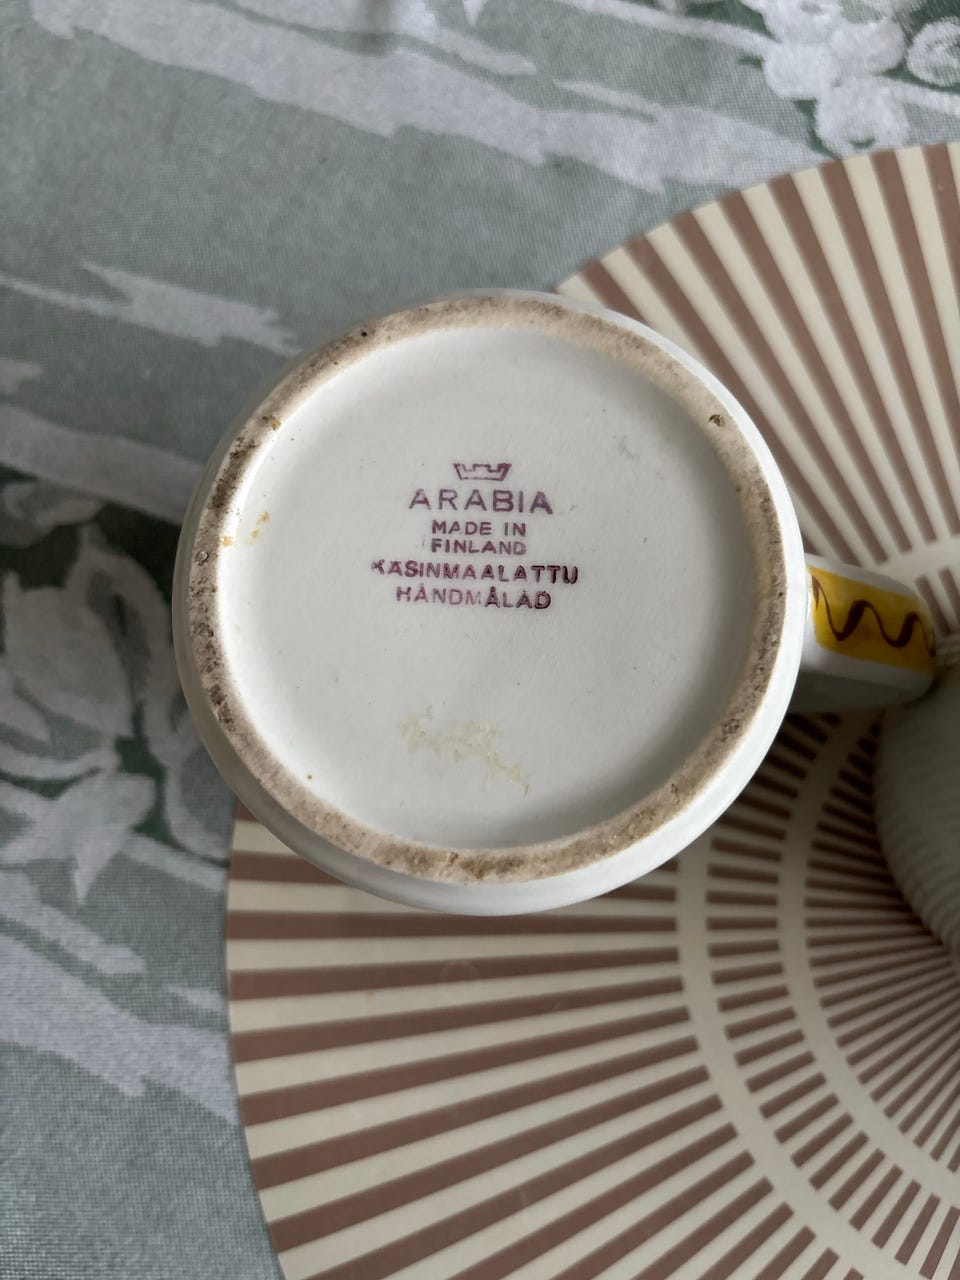 ARABIA
MADE IN
FINLAND
KÄSINMAALATTU
HÅNDMÅLAD